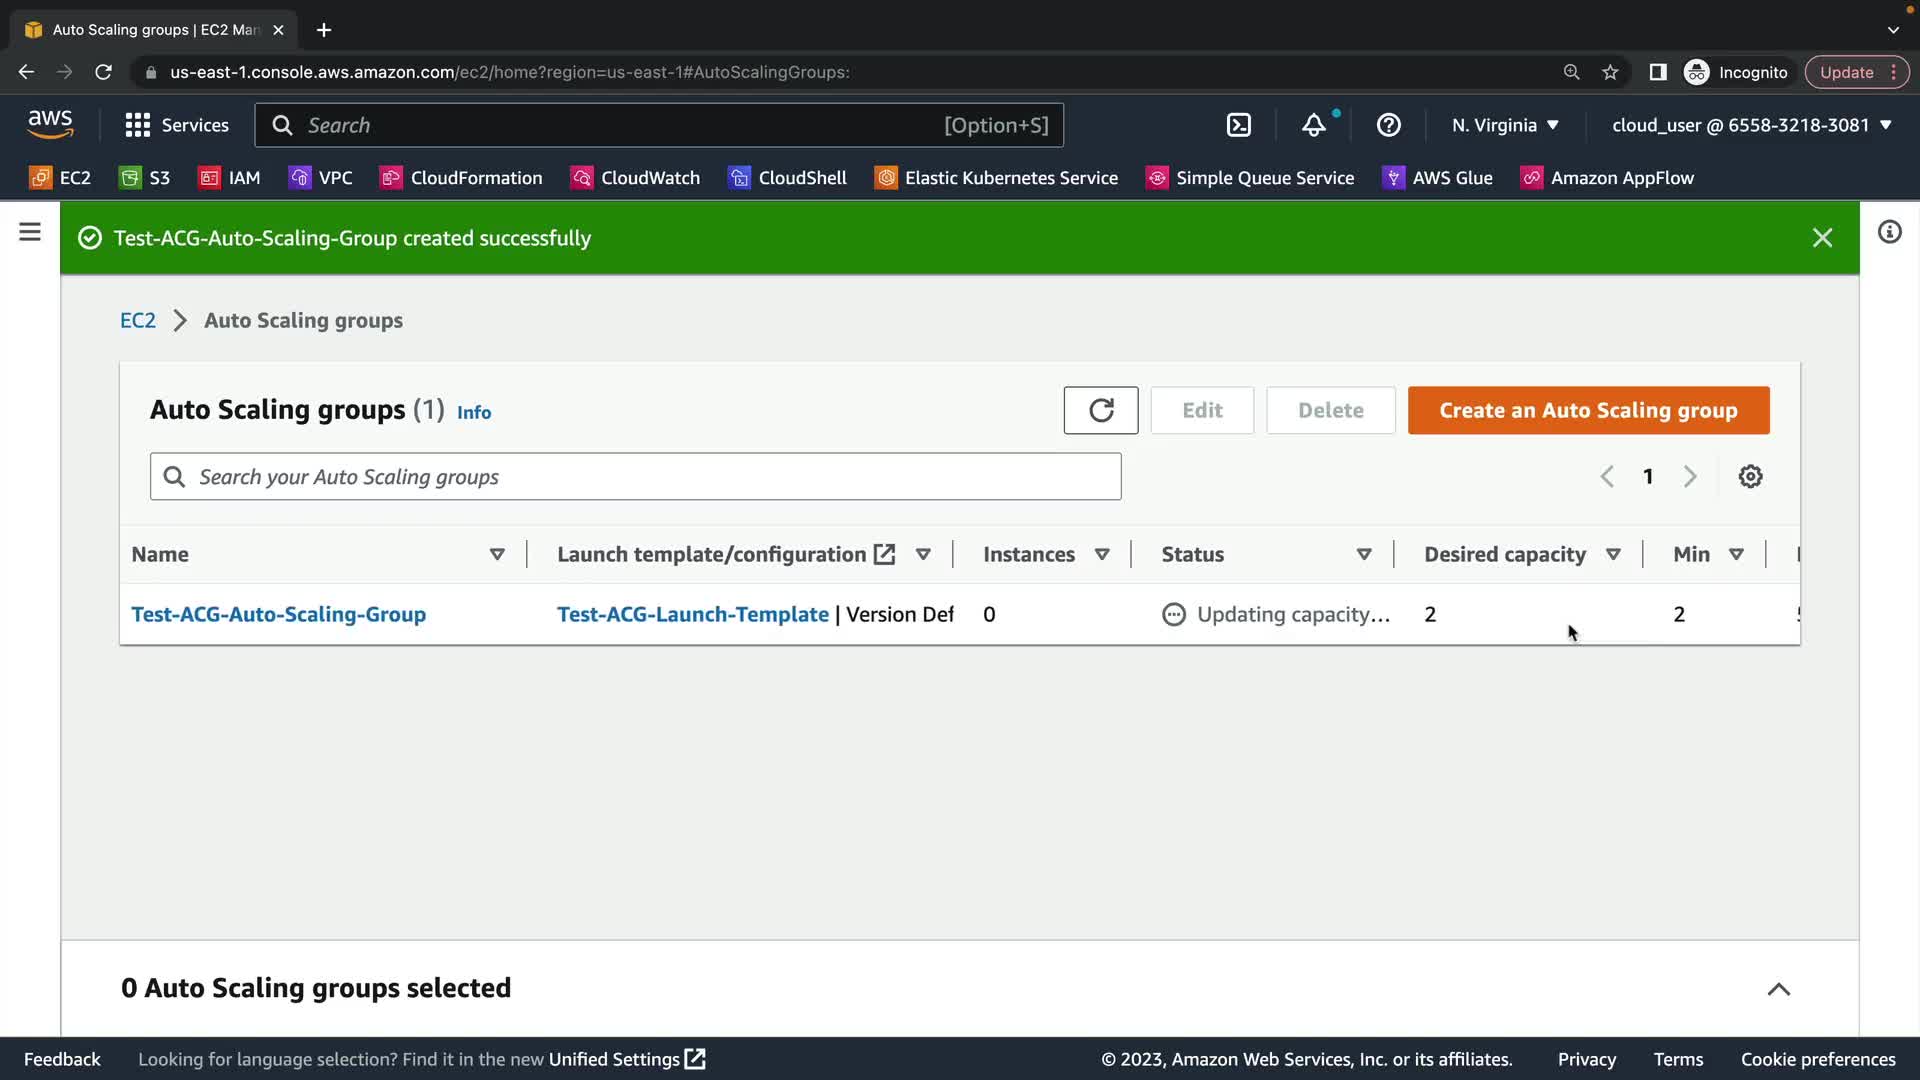 Auto Scaling groups | EC2 Man
us-east-1.console.aws.amazon.com/ec2/home?region=us-east-1#AutoScalingGroups:
Incognito
Update
aws
Services
Search
[Option+S]
N. Virginia
cloud_user @ 6558-3218-3081
EC2
S3
IAM
VPC
CloudFormation
CloudWatch
CloudShell
Elastic Kubernetes Service
Simple Queue Service
AWS Glue
Amazon AppFlow
Test-ACG-Auto-Scaling-Group created successfully
EC2
Auto Scaling groups
Auto Scaling groups (1) Info
Edit
Delete
Create an Auto Scaling group
Search your Auto Scaling groups
1
Name
Launch template/configuration
Instances
Status
Desired capacity
Min
Test-ACG-Auto-Scaling-Group
Test-ACG-Launch-Template | Version Def
0
Updating capacity...
2
2
0 Auto Scaling groups selected
Feedback
Looking for language selection? Find it in the new Unified Settings
© 2023, Amazon Web Services, Inc. or its affiliates.
Privacy
Terms
Cookie preferences